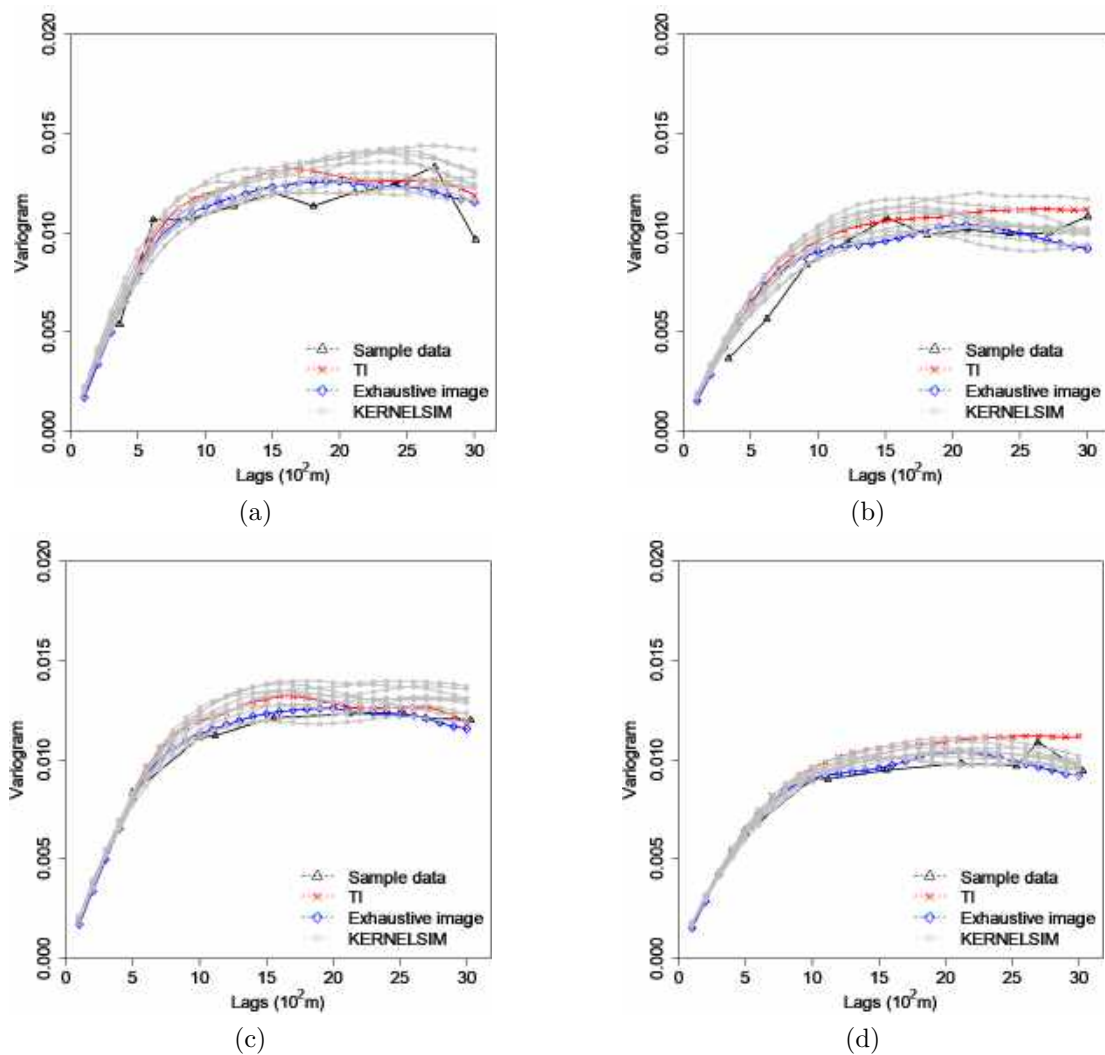 0.020
0.015
0.010
0.005
0.000
Variogram
Sample data
TI
Exhaustive image
KERNELSIM
0 5 10 15 20 25 30
Lags (10²m)
(a)
0.020
0.015
0.010
0.005
0.000
Variogram
Sample data
TI
Exhaustive image
KERNELSIM
0 5 10 15 20 25 30
Lags (10²m)
(b)
0.020
0.015
0.010
0.005
0.000
Variogram
Sample data
TI
Exhaustive image
KERNELSIM
0 5 10 15 20 25 30
Lags (10²m)
(c)
0.020
0.015
0.010
0.005
0.000
Variogram
Sample data
TI
Exhaustive image
KERNELSIM
0 5 10 15 20 25 30
Lags (10²m)
(d)